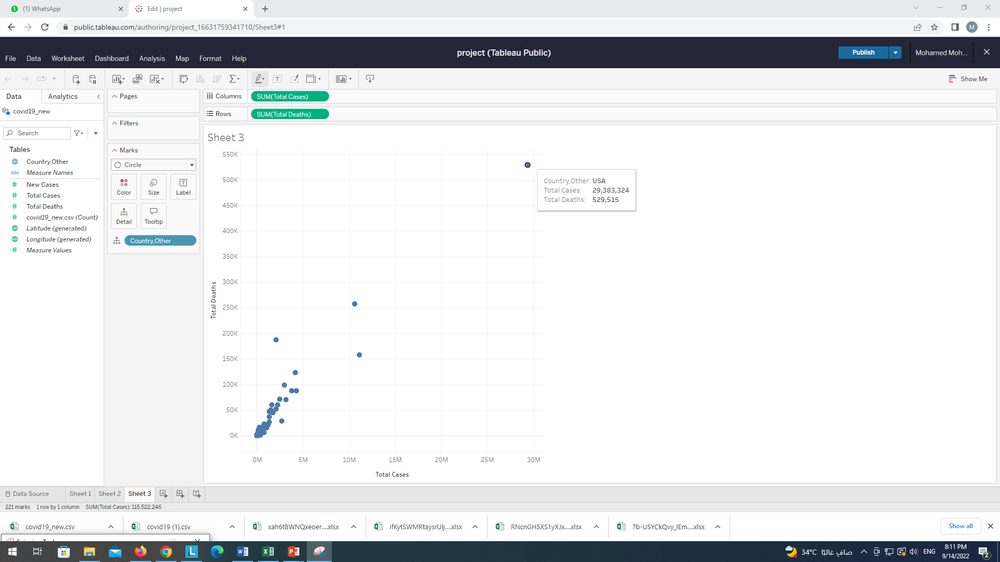 (1) WhatsApp
Edit | project
public.tableau.com/authoring/project_16631759341710/Sheet3#1
M
File Data Worksheet Dashboard Analysis Map Format Help
project (Tableau Public)
Publish
Mohamed Moh...
Show Me
Data Analytics
covid19_new
Search
Tables
Country,Other
Abc Measure Names
New Cases
Total Cases
Total Deaths
covid19_new.csv (Count)
Latitude (generated)
Longitude (generated)
Measure Values
Pages
Filters
Marks
Circle
Color Size Label
Detail Tooltip
Country,Other
Columns SUM(Total Cases)
Rows SUM(Total Deaths)
Sheet 3
550K
500K
450K
400K
350K
300K
250K
200K
150K
100K
50K
0K
Total Deaths
0M 5M 10M 15M 20M 25M 30M
Total Cases
Country,Other: USA
Total Cases: 29,383,324
Total Deaths: 529,515
Data Source Sheet 1 Sheet 2 Sheet 3
221 marks 1 row by 1 column SUM(Total Cases): 115,522,246
covid19_new.csv covid19 (1).csv xah6tBWNQxeoer....xlsx ifKytSWMRtaysrUlj....xlsx RNcnGH5XS1yXJx....xlsx 7b-USYCkQvy_lEm....xlsx Show all
34°C صافٍ غالبًا ENG
8:11 PM
9/14/2022
2